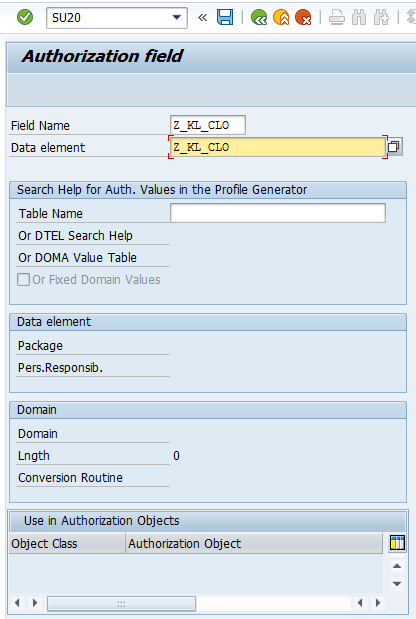 SU20
Authorization field
Field Name Z_KL_CLO
Data element Z_KL_CLO
Search Help for Auth. Values in the Profile Generator
Table Name
Or DTEL Search Help
Or DOMA Value Table
Or Fixed Domain Values
Data element
Package
Pers.Responsib.
Domain
Domain
Lngth 0
Conversion Routine
Use in Authorization Objects
Object Class Authorization Object